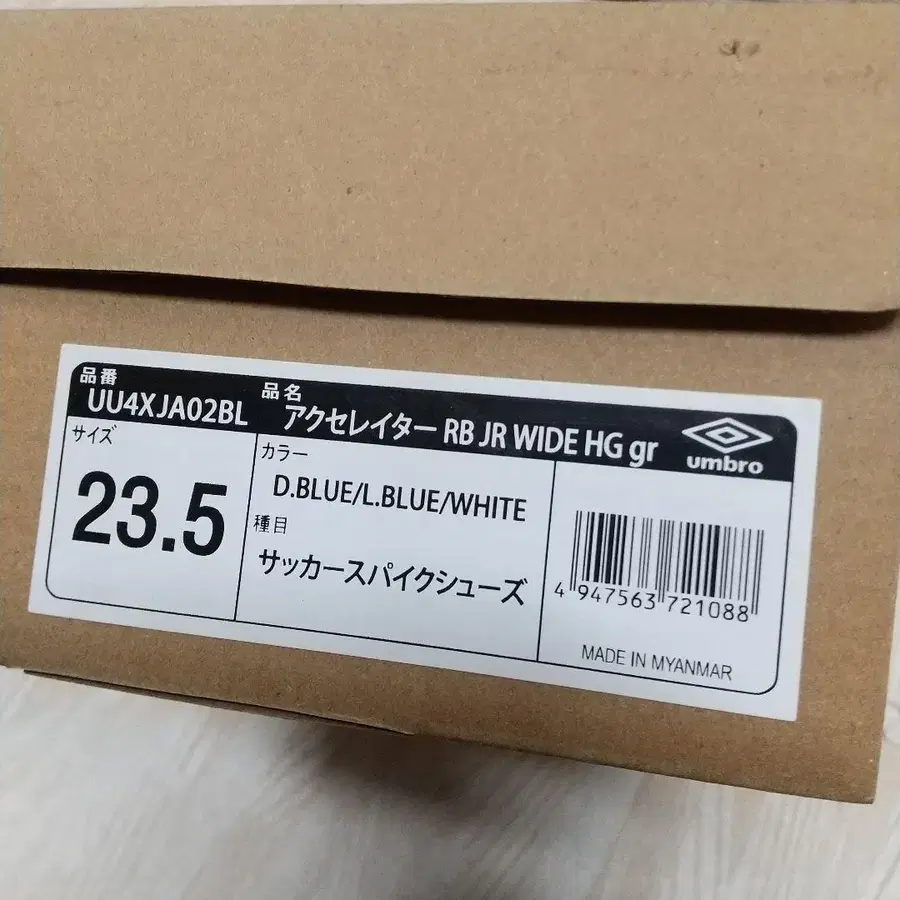 品番
UU4XJA02BL
品名
アクセレイター RB JR WIDE HG gr
umbro
サイズ
23.5
カラー
D.BLUE/L.BLUE/WHITE
種目
サッカースパイクシューズ
4 947563 721088
MADE IN MYANMAR